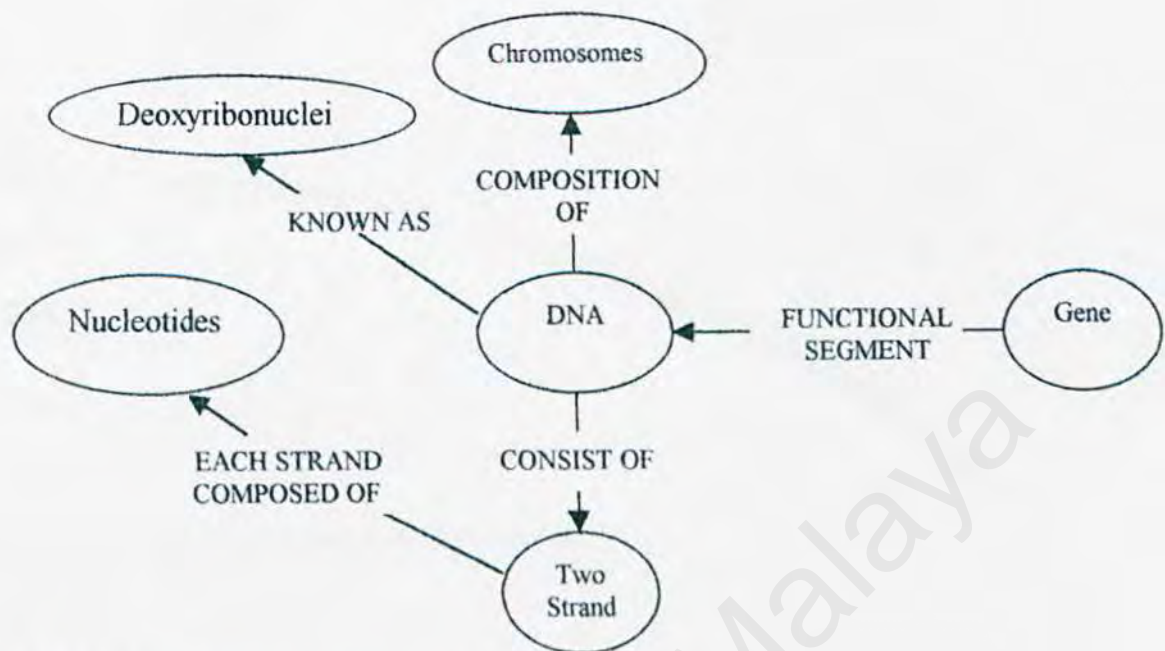 Chromosomes
Deoxyribonuclei
COMPOSITION
OF
KNOWN AS
Nucleotides
DNA
FUNCTIONAL
SEGMENT
Gene
EACH STRAND
COMPOSED OF
CONSIST OF
Two
Strand
Malaya